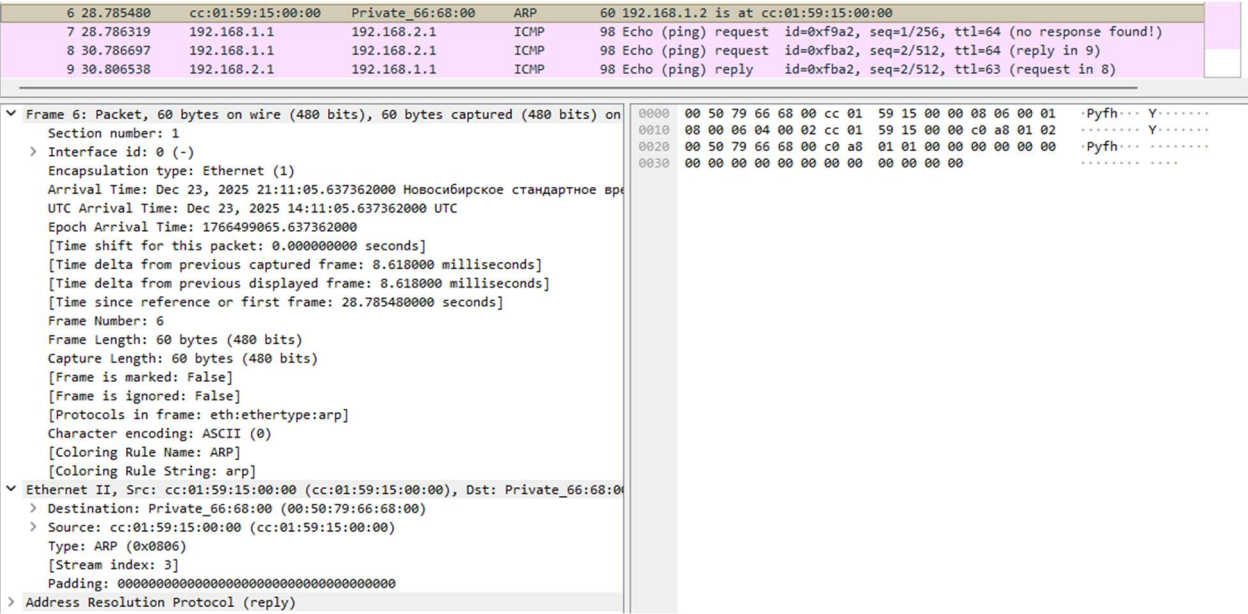 6 28.785480 cc:01:59:15:00:00 Private_66:68:00 ARP 60 192.168.1.2 is at cc:01:59:15:00:00
7 28.786319 192.168.1.1 192.168.2.1 ICMP 98 Echo (ping) request id=0xf9a2, seq=1/256, ttl=64 (no response found!)
8 30.786697 192.168.1.1 192.168.2.1 ICMP 98 Echo (ping) request id=0xfba2, seq=2/512, ttl=64 (reply in 9)
9 30.806538 192.168.2.1 192.168.1.1 ICMP 98 Echo (ping) reply id=0xfba2, seq=2/512, ttl=63 (request in 8)
Frame 6: Packet, 60 bytes on wire (480 bits), 60 bytes captured (480 bits) on
Section number: 1
Interface id: 0 (-)
Encapsulation type: Ethernet (1)
Arrival Time: Dec 23, 2025 21:11:05.637362000 Новосибирское стандартное вре
UTC Arrival Time: Dec 23, 2025 14:11:05.637362000 UTC
Epoch Arrival Time: 1766499065.637362000
[Time shift for this packet: 0.000000000 seconds]
[Time delta from previous captured frame: 8.618000 milliseconds]
[Time delta from previous displayed frame: 8.618000 milliseconds]
[Time since reference or first frame: 28.785480000 seconds]
Frame Number: 6
Frame Length: 60 bytes (480 bits)
Capture Length: 60 bytes (480 bits)
[Frame is marked: False]
[Frame is ignored: False]
[Protocols in frame: eth:ethertype:arp]
Character encoding: ASCII (0)
[Coloring Rule Name: ARP]
[Coloring Rule String: arp]
Ethernet II, Src: cc:01:59:15:00:00 (cc:01:59:15:00:00), Dst: Private_66:68:00
Destination: Private_66:68:00 (00:50:79:66:68:00)
Source: cc:01:59:15:00:00 (cc:01:59:15:00:00)
Type: ARP (0x0806)
[Stream index: 3]
Padding: 000000000000000000000000000000000000
Address Resolution Protocol (reply)
0000 00 50 79 66 68 00 cc 01 59 15 00 00 08 06 00 01 ·Pyfh··· Y·······
0010 08 00 06 04 00 02 cc 01 59 15 00 00 c0 a8 01 02 ········ Y·······
0020 00 50 79 66 68 00 c0 a8 01 01 00 00 00 00 00 00 ·Pyfh··· ········
0030 00 00 00 00 00 00 00 00 00 00 00 00 ········ ····